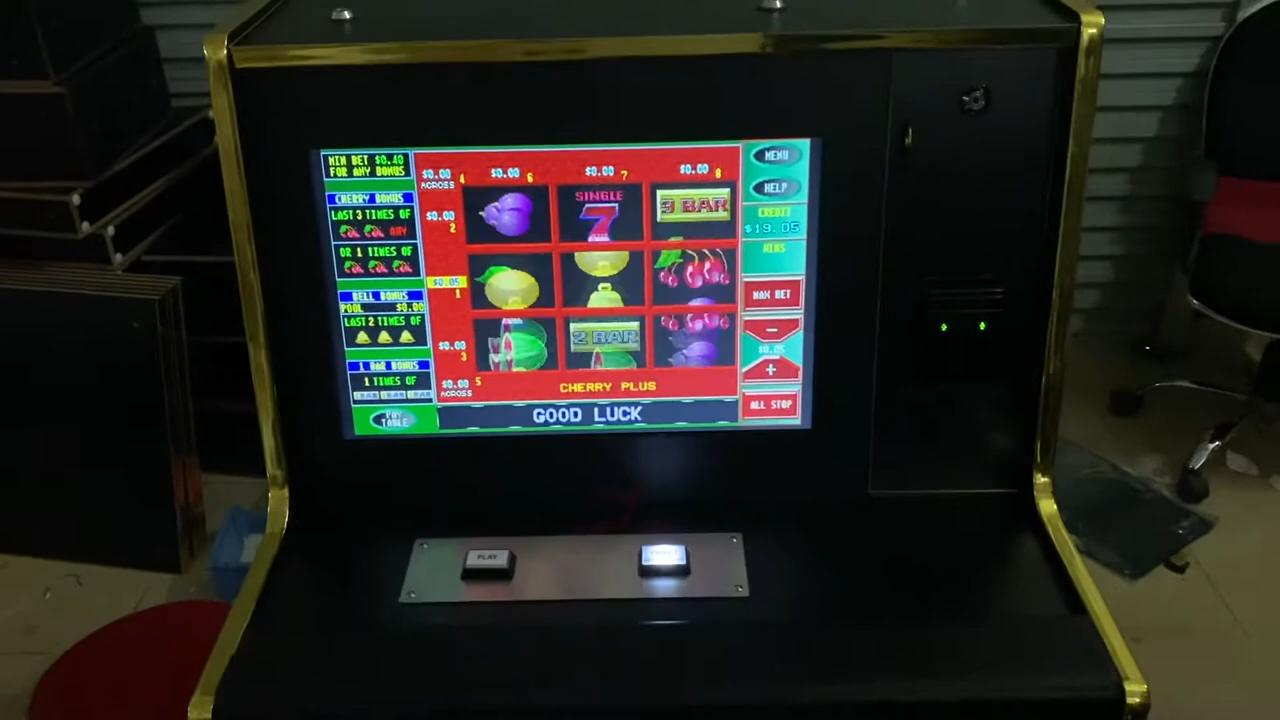 MIN BET $0.40
FOR ANY BONUS
CHERRY BONUS
LAST 3 TIMES OF
ANY
OR 1 TIMES OF
BELL BONUS
POOL $0.00
LAST 2 TIMES OF
1 BAR BONUS
1 TIMES OF
1BAR 1BAR 1BAR
PAY
TABLE
$0.00 4
ACROSS
$0.00 6
$0.00 7
$0.00 8
$0.00
2
$0.05
1
$0.00
3
$0.00 5
ACROSS
SINGLE
7
3 BAR
2 BAR
CHERRY PLUS
GOOD LUCK
MENU
HELP
CREDIT
$19.05
WINS
MAX BET
-
$0.05
+
ALL STOP
PLAY